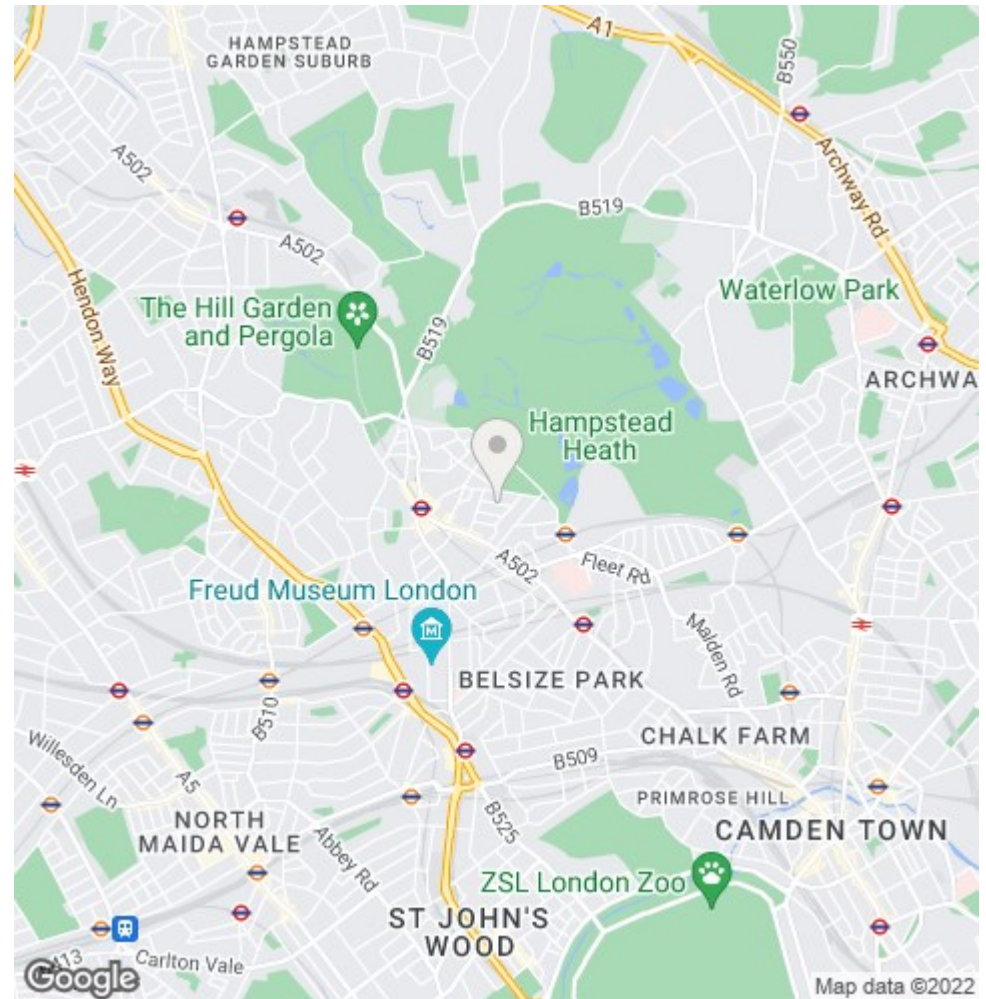 HAMPSTEAD
GARDEN SUBURB
A1
B550
A502
Archway Rd
B519
A502
Hendon Way
The Hill Garden
and Pergola
B519
Waterlow Park
ARCHWA
Hampstead
Heath
A502
Fleet Rd
Freud Museum London
Malden Rd
BELSIZE PARK
B510
CHALK FARM
Willesden Ln
A5
B509
PRIMROSE HILL
NORTH
MAIDA VALE
Abbey Rd
B525
CAMDEN TOWN
ZSL London Zoo
ST JOHN'S
WOOD
413
Carlton Vale
Google
Map data ©2022